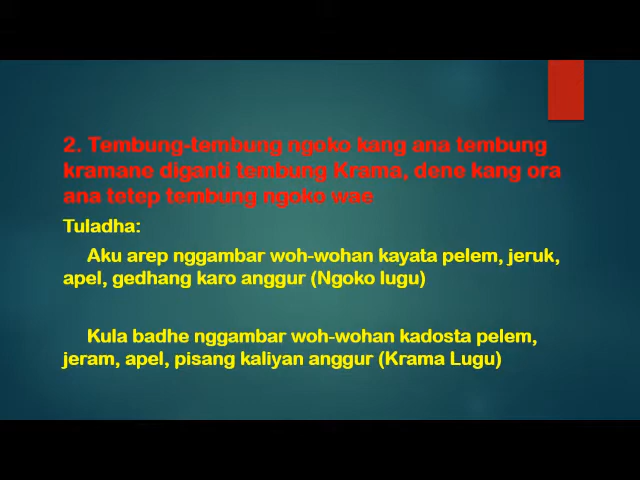 2. Tembung-tembung ngoko kang ana tembung
kramane diganti tembung Krama, dene kang ora
ana tetep tembung ngoko wae
Tuladha:
Aku arep nggambar woh-wohan kayata pelem, jeruk,
apel, gedhang karo anggur (Ngoko lugu)
Kula badhe nggambar woh-wohan kadosta pelem,
jeram, apel, pisang kaliyan anggur (Krama Lugu)